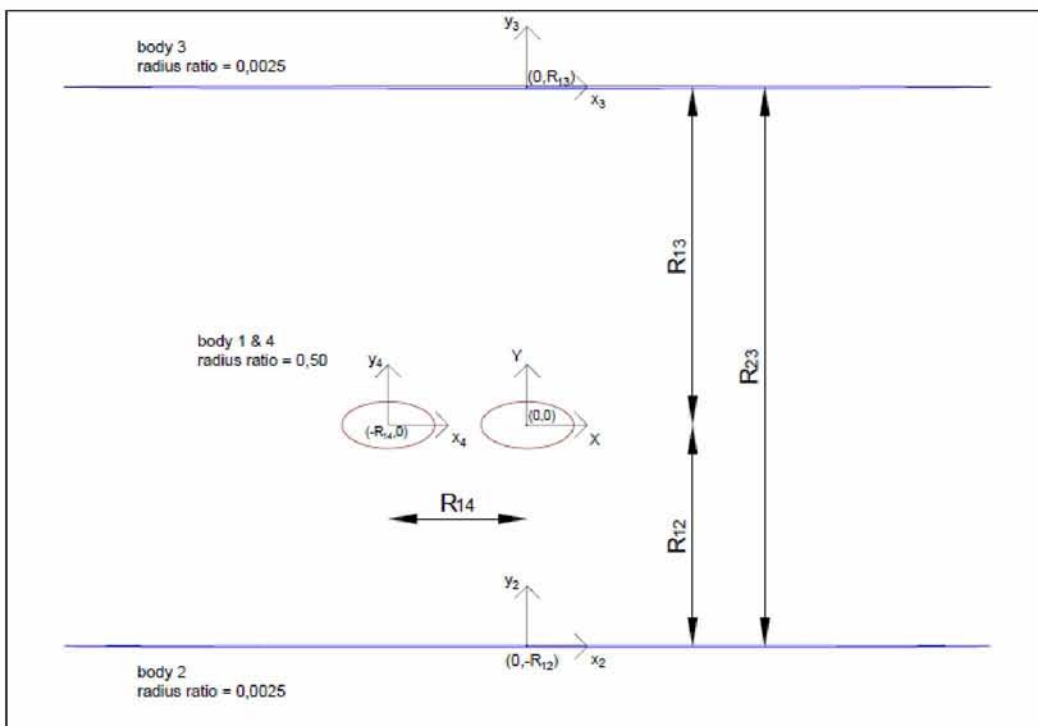 y3
body 3
radius ratio = 0,0025
(0,R13)
x3
R13
R23
body 1 & 4
radius ratio = 0,50
y4
Y
(-R14,0)
x4
(0,0)
X
R14
R12
y2
(0,-R12)
x2
body 2
radius ratio = 0,0025